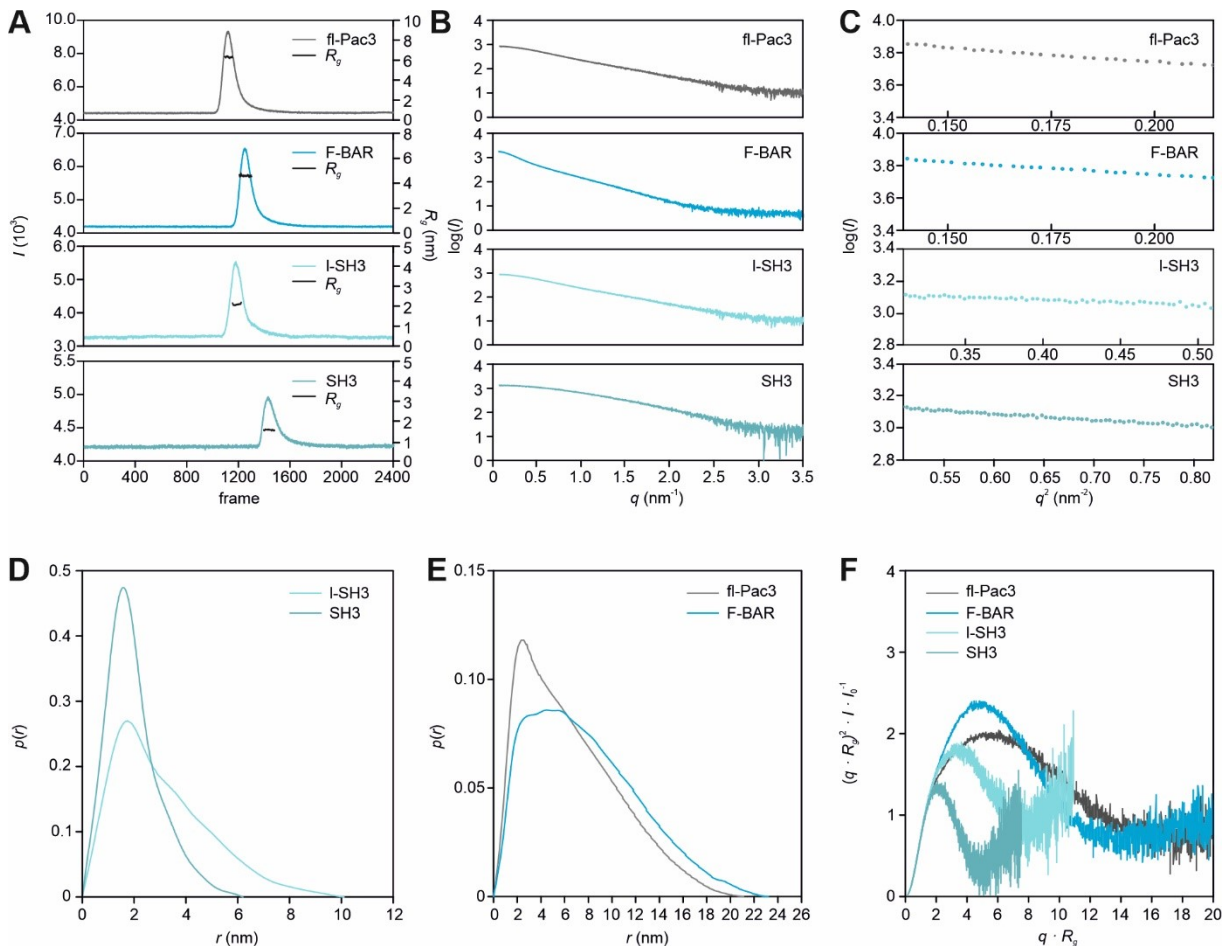 A
B
C
fl-Pac3
Rg
F-BAR
Rg
l-SH3
Rg
SH3
Rg
10.0
8.0
6.0
4.0
7.0
6.0
5.0
4.0
6.0
5.0
4.0
3.0
5.5
5.0
4.5
4.0
10
8
6
4
2
0
8
6
4
2
0
5
4
3
2
1
0
5
4
3
2
1
0
I (10³)
Rg (nm)
0 400 800 1200 1600 2000 2400
frame
fl-Pac3
F-BAR
l-SH3
SH3
4
3
2
1
0
4
3
2
1
0
4
3
2
1
0
4
3
2
1
0
log(I)
0 0.5 1.0 1.5 2.0 2.5 3.0 3.5
q (nm⁻¹)
fl-Pac3
4.0
3.8
3.6
3.4
0.150 0.175 0.200
F-BAR
4.0
3.8
3.6
3.4
0.150 0.175 0.200
l-SH3
3.4
3.2
3.0
2.8
0.35 0.40 0.45 0.50
SH3
3.4
3.2
3.0
2.8
0.55 0.60 0.65 0.70 0.75 0.80
log(I)
q² (nm⁻²)
D
l-SH3
SH3
0.5
0.4
0.3
0.2
0.1
0
p(r)
0 2 4 6 8 10 12
r (nm)
E
fl-Pac3
F-BAR
0.15
0.10
0.05
0
p(r)
0 2 4 6 8 10 12 14 16 18 20 22 24 26
r (nm)
F
fl-Pac3
F-BAR
l-SH3
SH3
4
3
2
1
0
(q · Rg)² · I · I₀⁻¹
0 2 4 6 8 10 12 14 16 18 20
q · Rg